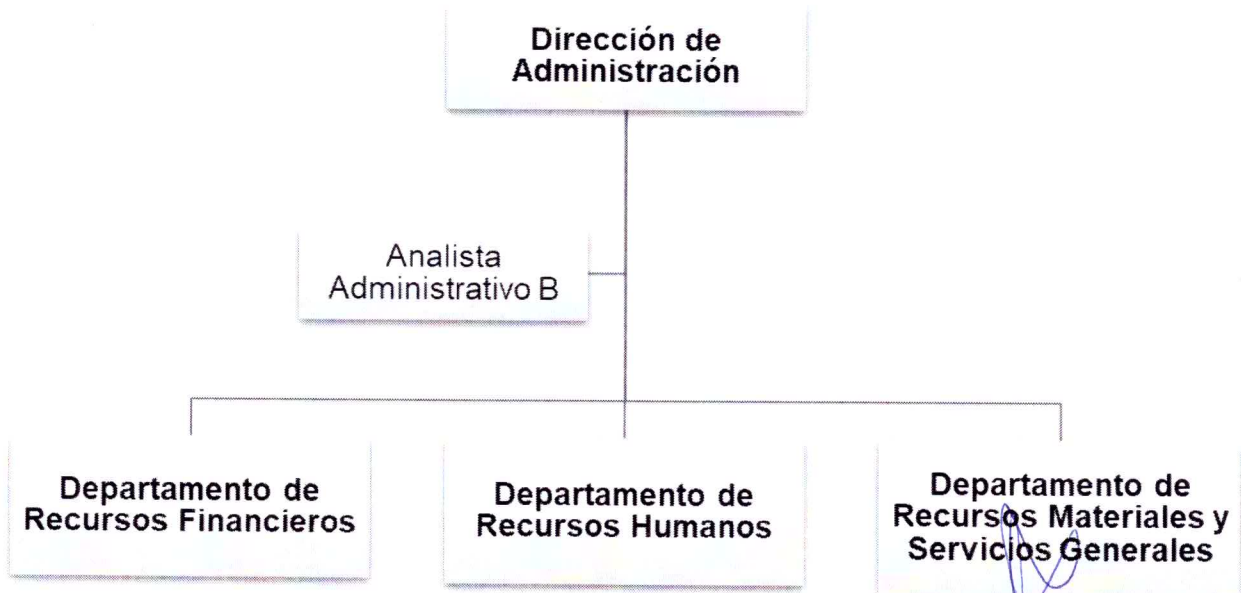 Dirección de
Administración
Analista
Administrativo B
Departamento de
Recursos Financieros
Departamento de
Recursos Humanos
Departamento de
Recursos Materiales y
Servicios Generales